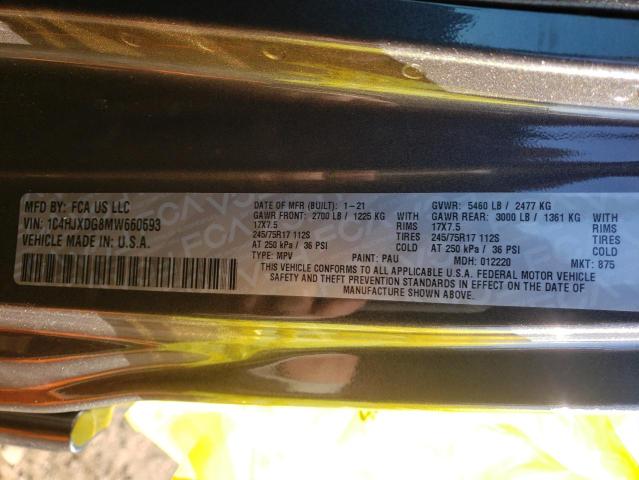 MFD BY: FCA US LLC
VIN: 1C4HJXDG8MW660593
VEHICLE MADE IN: U.S.A.
DATE OF MFR (BUILT): 1-21 GVWR: 5460 LB / 2477 KG
GAWR FRONT: 2700 LB / 1225 KG WITH GAWR REAR: 3000 LB / 1361 KG WITH
17X7.5 RIMS 17X7.5 RIMS
245/75R17 112S TIRES 245/75R17 112S TIRES
AT 250 kPa / 36 PSI COLD AT 250 kPa / 36 PSI COLD
TYPE: MPV PAINT: PAU MDH: 012220 MKT: 875
THIS VEHICLE CONFORMS TO ALL APPLICABLE U.S.A. FEDERAL MOTOR VEHICLE
SAFETY AND THEFT PREVENTION STANDARDS IN EFFECT ON THE DATE OF
MANUFACTURE SHOWN ABOVE.